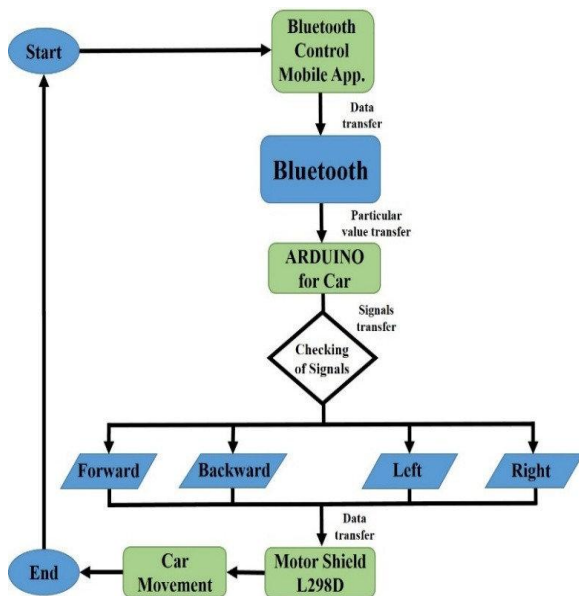 Start
Bluetooth
Control
Mobile App.
Data
transfer
Bluetooth
Particular
value transfer
ARDUINO
for Car
Signals
transfer
Checking
of Signals
Forward
Backward
Left
Right
Data
transfer
End
Car
Movement
Motor Shield
L298D